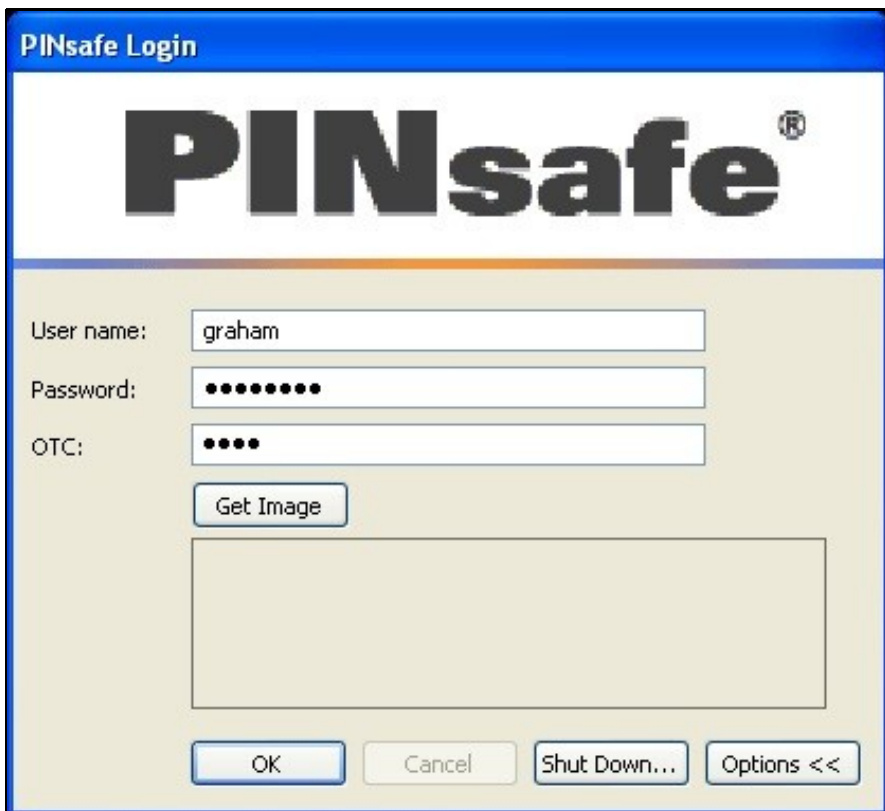 PINsafe Login
PINsafe®
User name: graham
Password: ••••••••
OTC: ••••
Get Image
OK Cancel Shut Down... Options <<